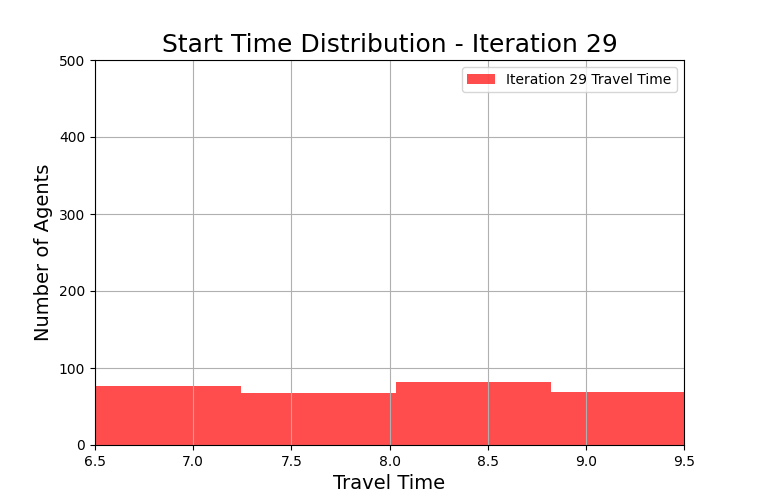 Start Time Distribution - Iteration 29
Iteration 29 Travel Time
Number of Agents
500
400
300
200
100
0
6.5 7.0 7.5 8.0 8.5 9.0 9.5
Travel Time